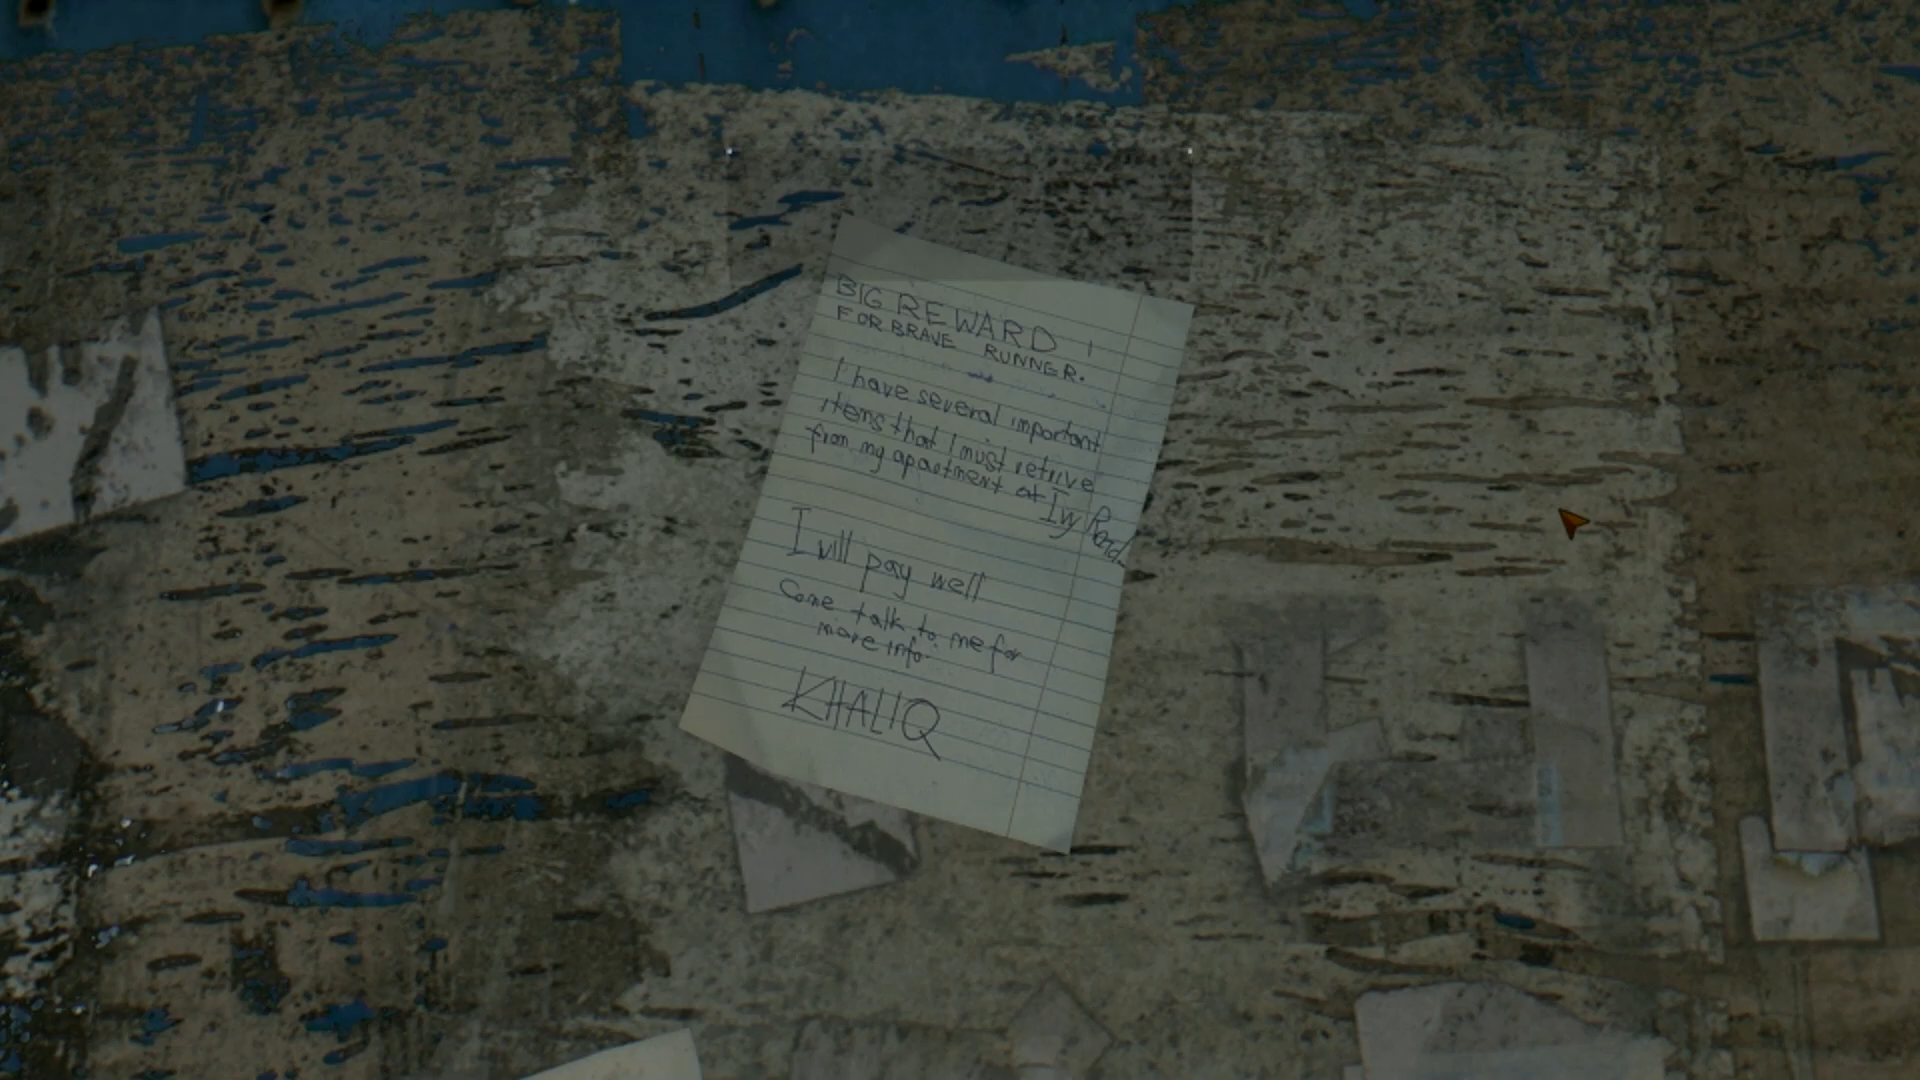 BIG REWARD !
FOR BRAVE RUNNER.
I have several important
items that I must retrive
from my apartment at Ivy Road.
I will pay well
Come talk to me for
more info.
KHALIQ